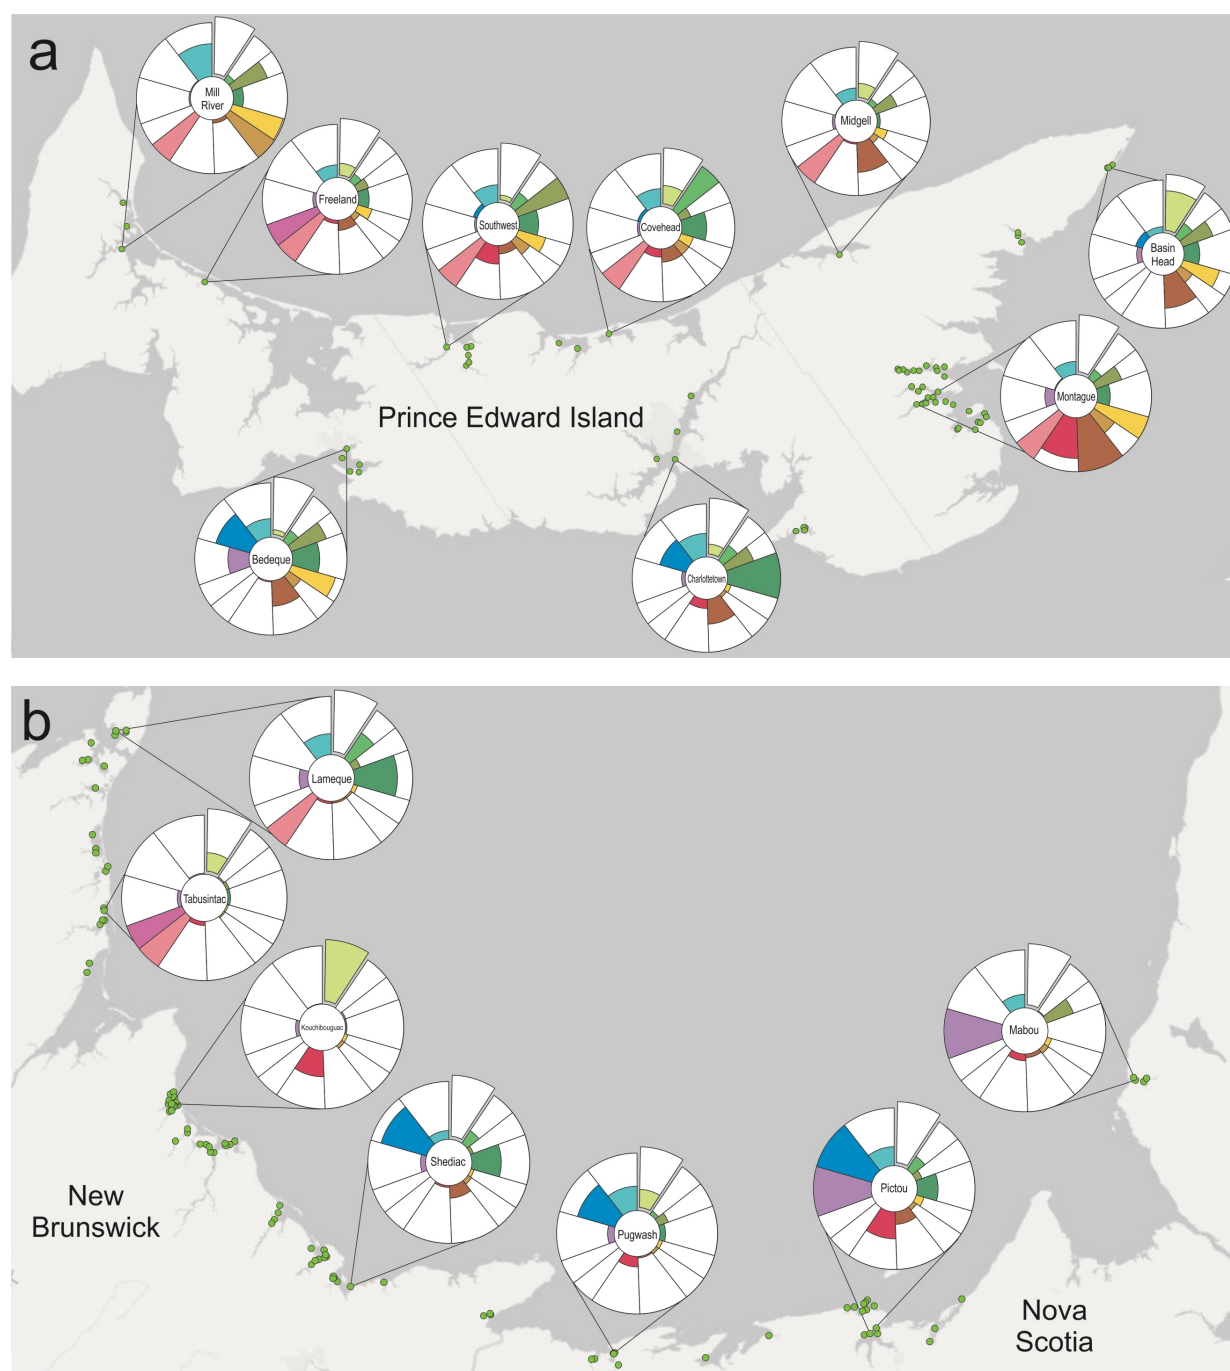 a
Mill
River
Freeland
Southwest
Covehead
Midgell
Basin
Head
Montague
Prince Edward Island
Bedeque
Charlottetown
b
Lameque
Tabusintac
Kouchibouguac
Shediac
Pugwash
Pictou
Mabou
New
Brunswick
Nova
Scotia